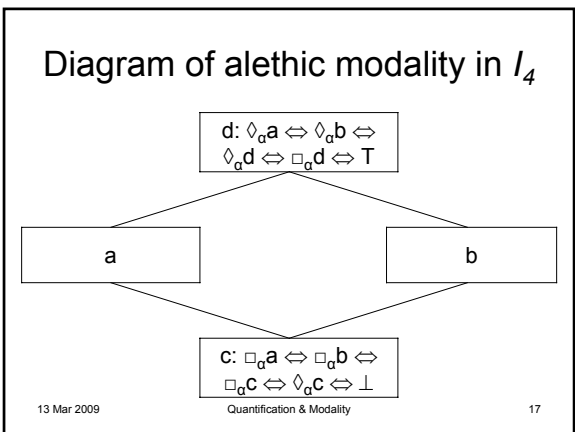 Diagram of alethic modality in I₄
d: ◊αa ⇔ ◊αb ⇔
◊αd ⇔ □αd ⇔ T
a
b
c: □αa ⇔ □αb ⇔
□αc ⇔ ◊αc ⇔ ⊥
13 Mar 2009
Quantification & Modality
17